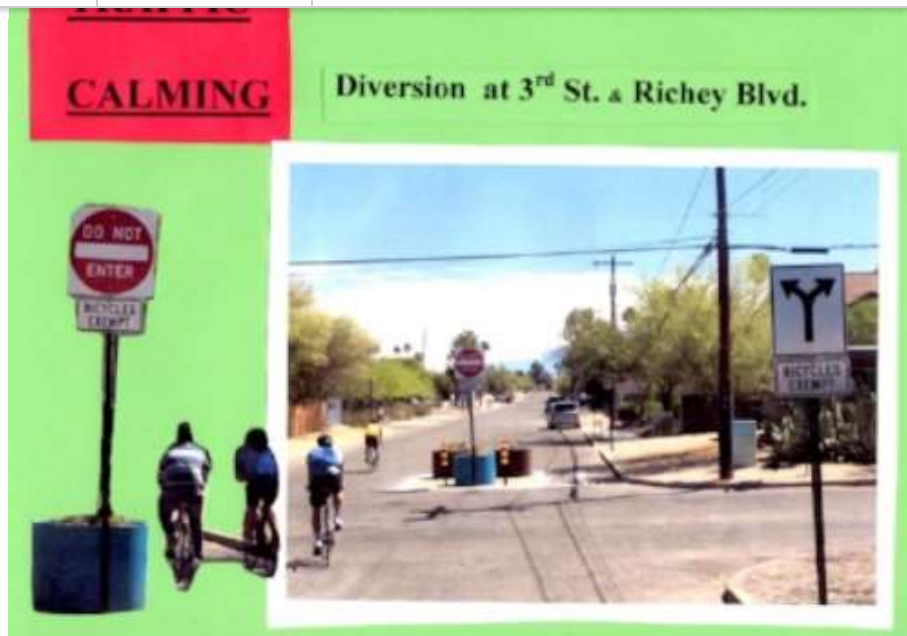 TRAFFIC
CALMING
Diversion at 3rd St. & Richey Blvd.
DO NOT
ENTER
BICYCLES
EXEMPT
BICYCLES
EXEMPT